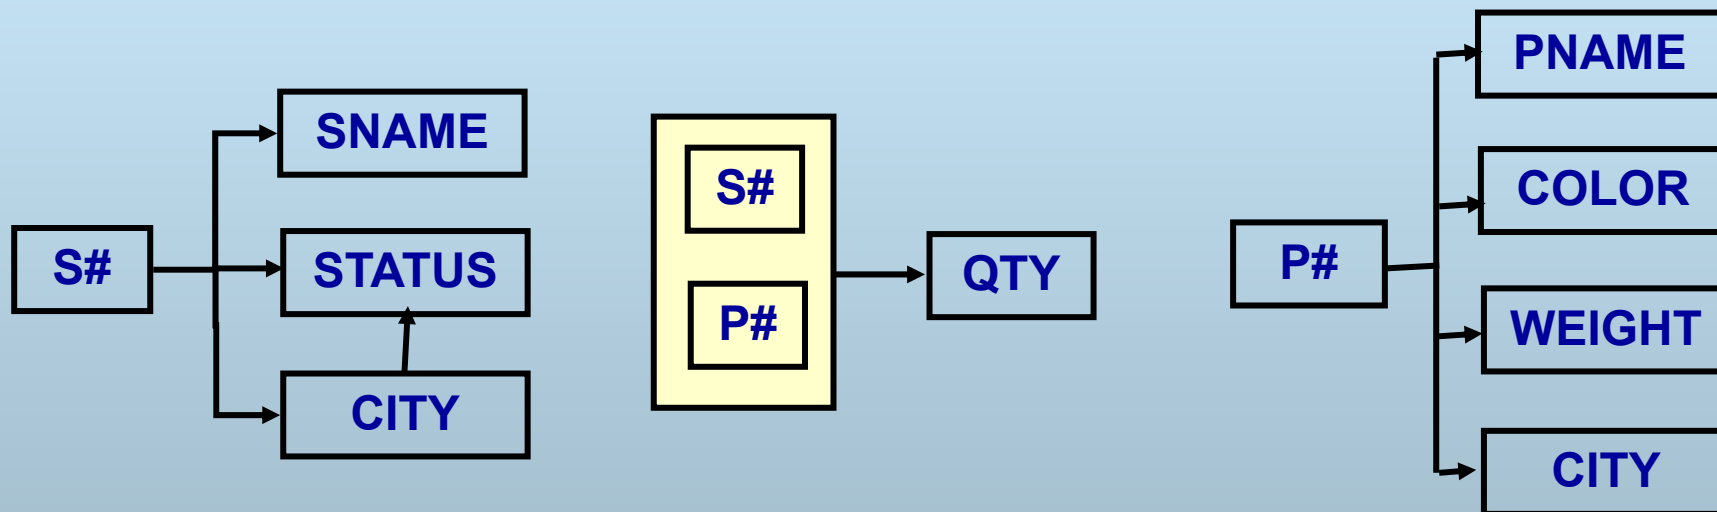 S#
SNAME
STATUS
CITY
S#
P#
QTY
P#
PNAME
COLOR
WEIGHT
CITY